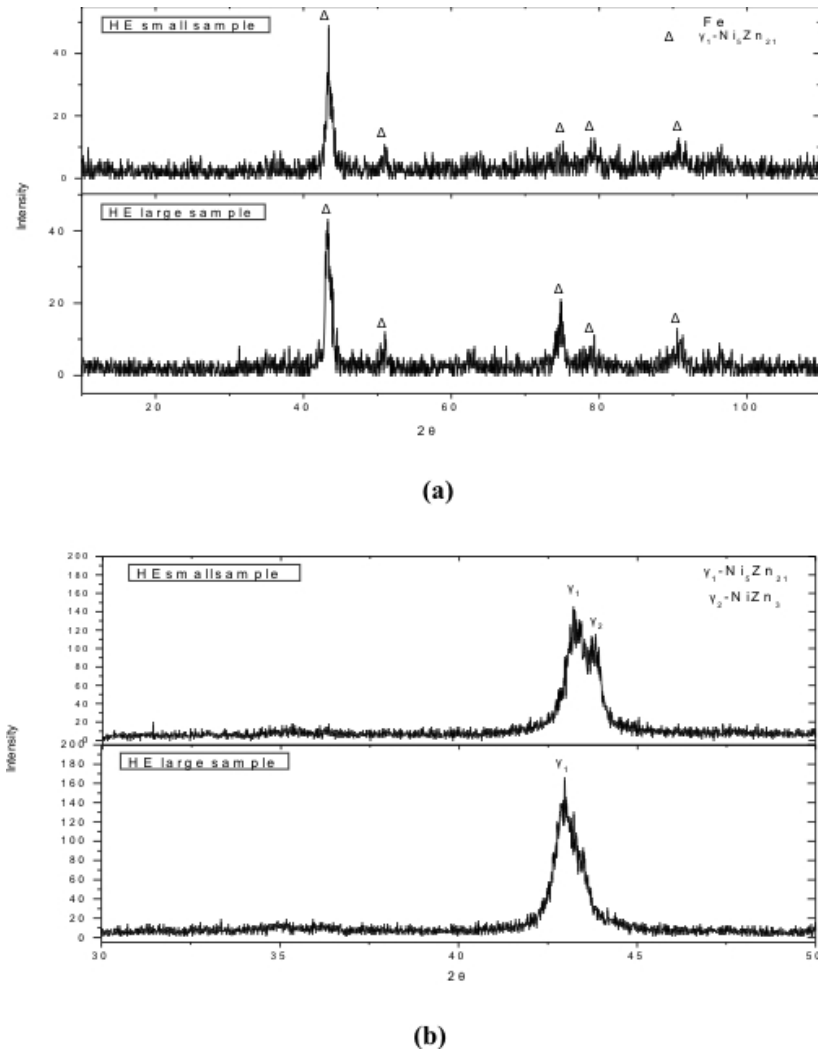 HE small sample
Fe
Δ γ₁-Ni₅Zn₂₁
Δ
Δ
Δ
Δ
Δ
40
20
0
HE large sample
Δ
Δ
Δ
Δ
Δ
40
20
0
Intensity
20 40 60 80 100
2θ
(a)
200
180
160
140
120
100
80
60
40
20
0
HE small sample
γ₁-Ni₅Zn₂₁
γ₂-NiZn₃
γ₁
γ₂
200
180
160
140
120
100
80
60
40
20
0
HE large sample
γ₁
Intensity
30 35 40 45 50
2θ
(b)